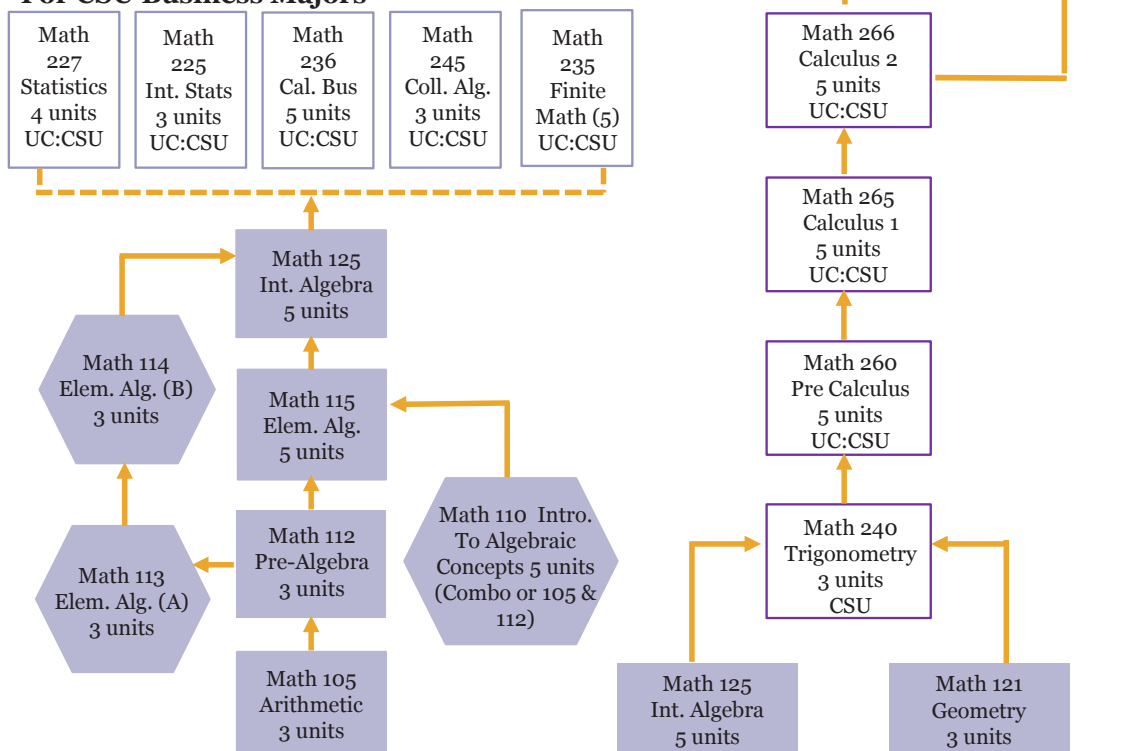 For CSU Business Majors
Math
227
Statistics
4 units
UC:CSU
Math
225
Int. Stats
3 units
UC:CSU
Math
236
Cal. Bus
5 units
UC:CSU
Math
245
Coll. Alg.
3 units
UC:CSU
Math
235
Finite
Math (5)
UC:CSU
Math 125
Int. Algebra
5 units
Math 114
Elem. Alg. (B)
3 units
Math 115
Elem. Alg.
5 units
Math 112
Pre-Algebra
3 units
Math 110 Intro.
To Algebraic
Concepts 5 units
(Combo or 105 &
112)
Math 113
Elem. Alg. (A)
3 units
Math 105
Arithmetic
3 units
Math 266
Calculus 2
5 units
UC:CSU
Math 265
Calculus 1
5 units
UC:CSU
Math 260
Pre Calculus
5 units
UC:CSU
Math 240
Trigonometry
3 units
CSU
Math 125
Int. Algebra
5 units
Math 121
Geometry
3 units